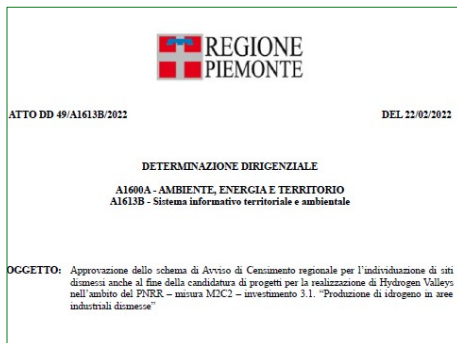 REGIONE
PIEMONTE
ATTO DD 49/A1613B/2022 DEL 22/02/2022
DETERMINAZIONE DIRIGENZIALE
A1600A - AMBIENTE, ENERGIA E TERRITORIO
A1613B - Sistema informativo territoriale e ambientale
OGGETTO: Approvazione dello schema di Avviso di Censimento regionale per l'individuazione di siti
dismessi anche al fine della candidatura di progetti per la realizzazione di Hydrogen Valleys
nell'ambito del PNRR – misura M2C2 – investimento 3.1. "Produzione di idrogeno in aree
industriali dismesse"